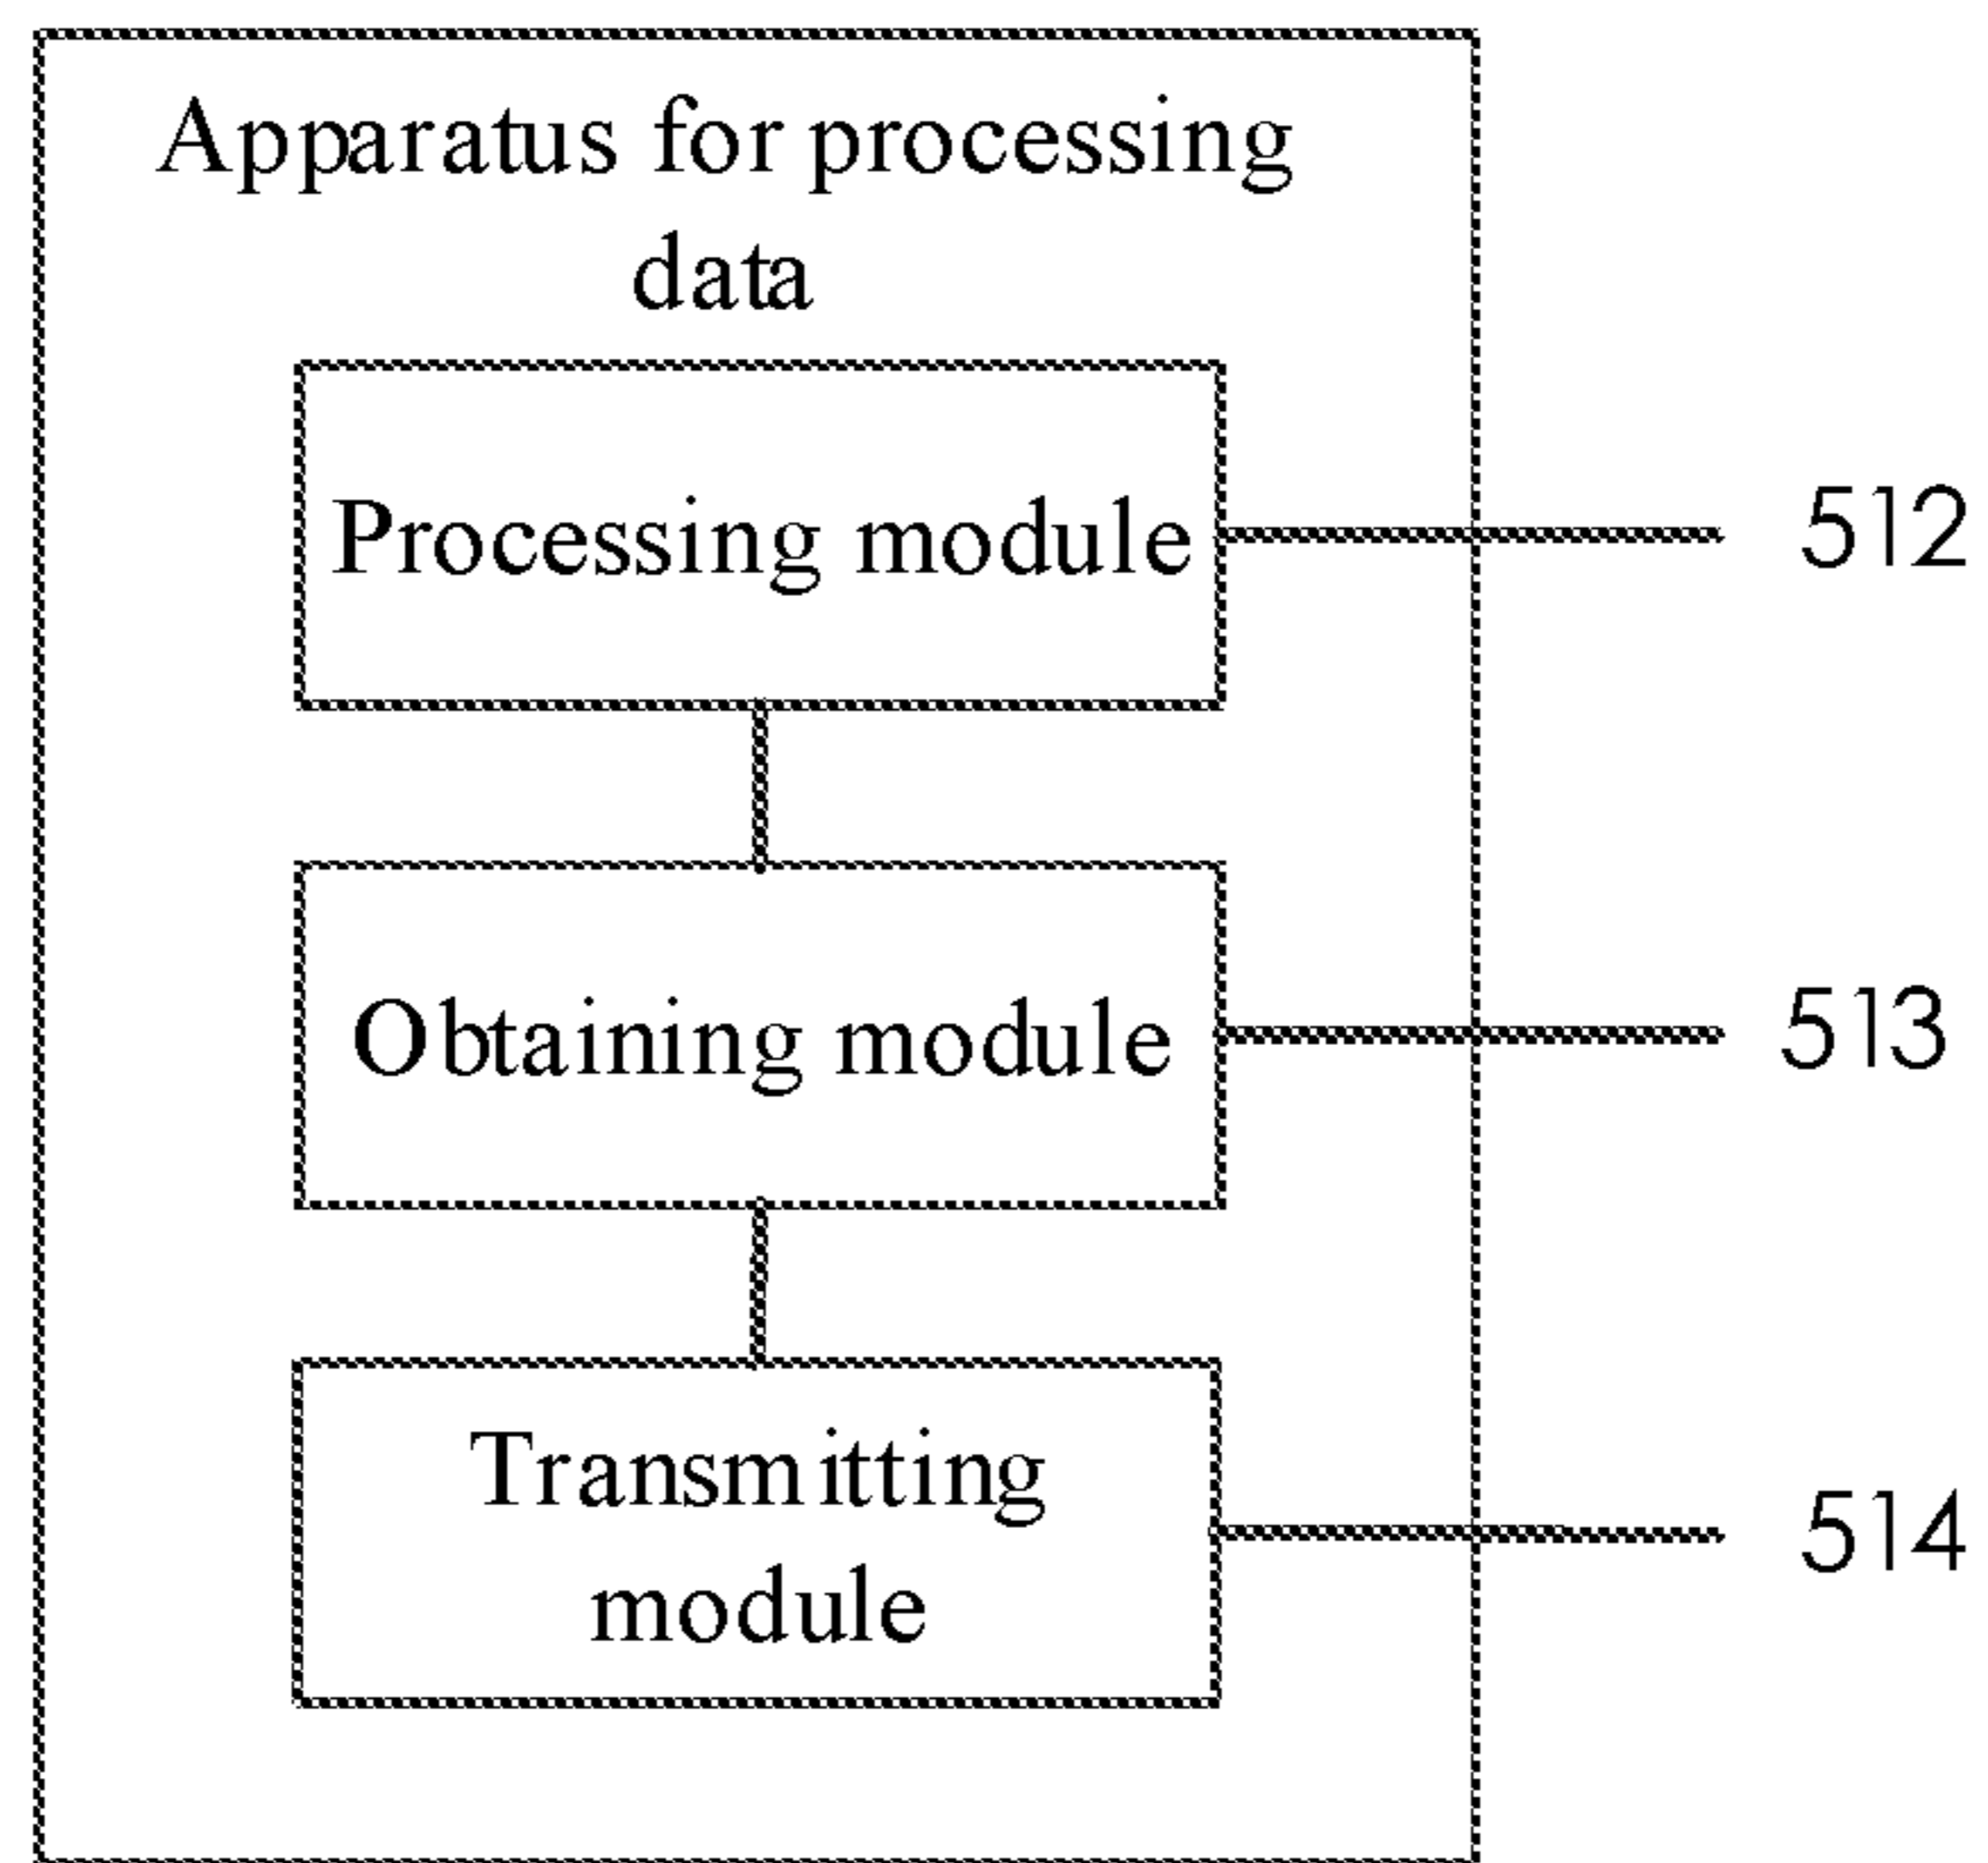 Apparatus for processing
data
Processing module
512
Obtaining module
513
Transmitting
module
514